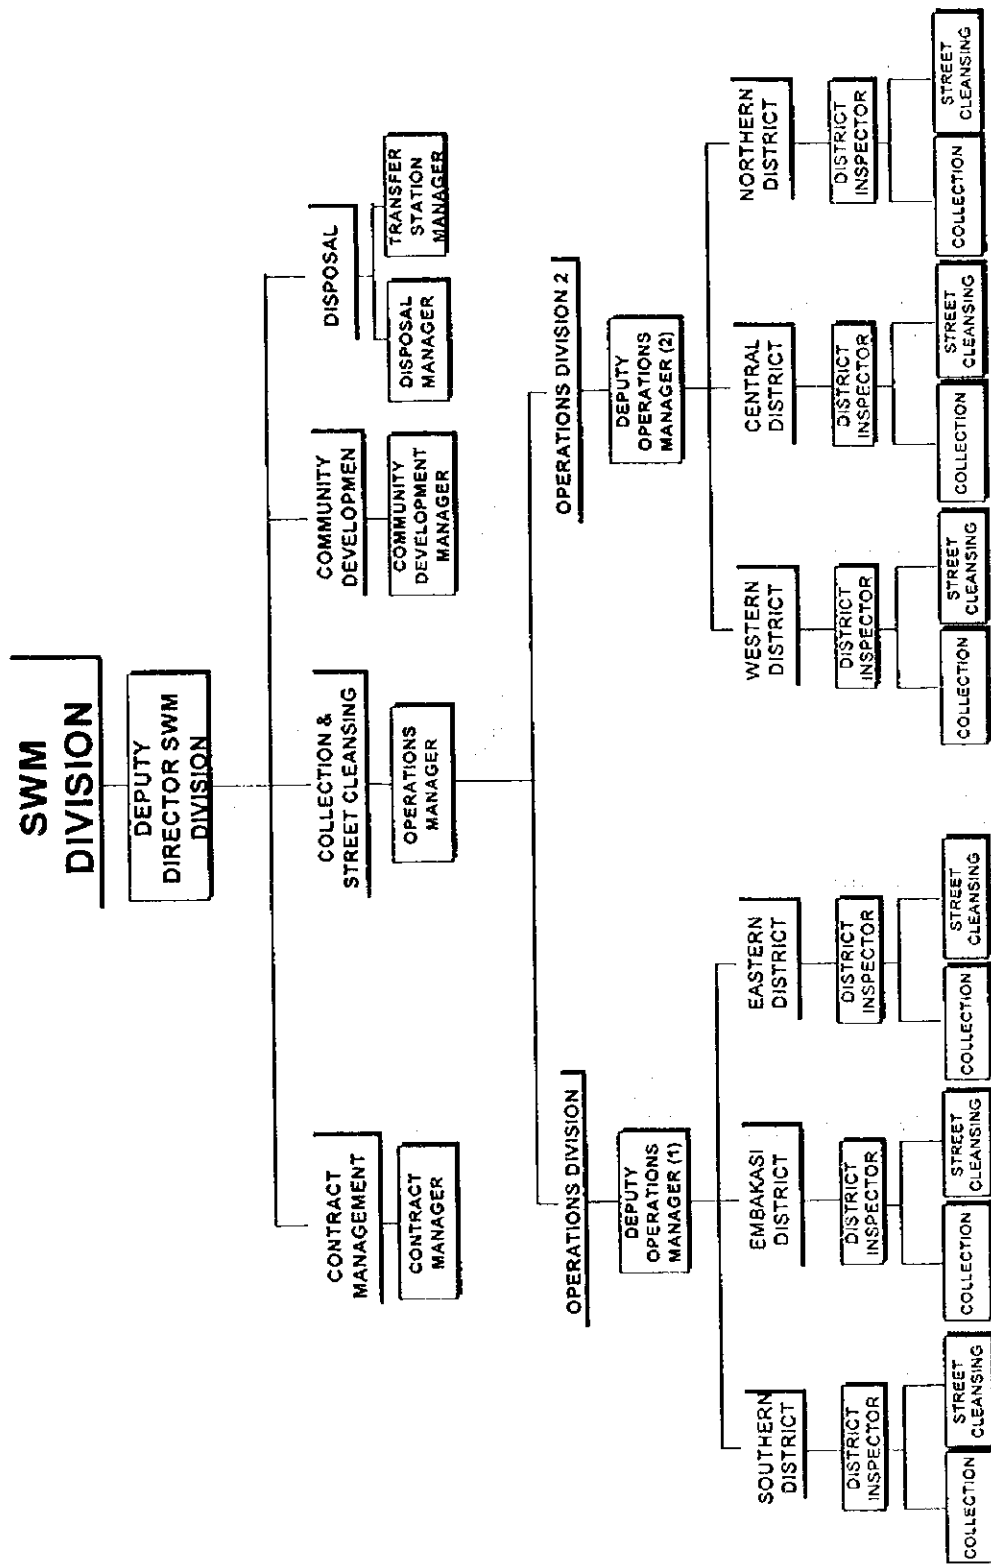 SWM
DIVISION
DEPUTY
DIRECTOR SWM
DIVISION
CONTRACT
MANAGEMENT
CONTRACT
MANAGER
COLLECTION &
STREET CLEANSING
OPERATIONS
MANAGER
COMMUNITY
DEVELOPMEN
COMMUNITY
DEVELOPMENT
MANAGER
DISPOSAL
DISPOSAL
MANAGER
TRANSFER
STATION
MANAGER
OPERATIONS DIVISION
DEPUTY
OPERATIONS
MANAGER (1)
OPERATIONS DIVISION 2
DEPUTY
OPERATIONS
MANAGER (2)
SOUTHERN
DISTRICT
DISTRICT
INSPECTOR
COLLECTION
STREET
CLEANSING
EMBAKASI
DISTRICT
DISTRICT
INSPECTOR
COLLECTION
STREET
CLEANSING
EASTERN
DISTRICT
DISTRICT
INSPECTOR
COLLECTION
STREET
CLEANSING
WESTERN
DISTRICT
DISTRICT
INSPECTOR
COLLECTION
STREET
CLEANSING
CENTRAL
DISTRICT
DISTRICT
INSPECTOR
COLLECTION
STREET
CLEANSING
NORTHERN
DISTRICT
DISTRICT
INSPECTOR
COLLECTION
STREET
CLEANSING